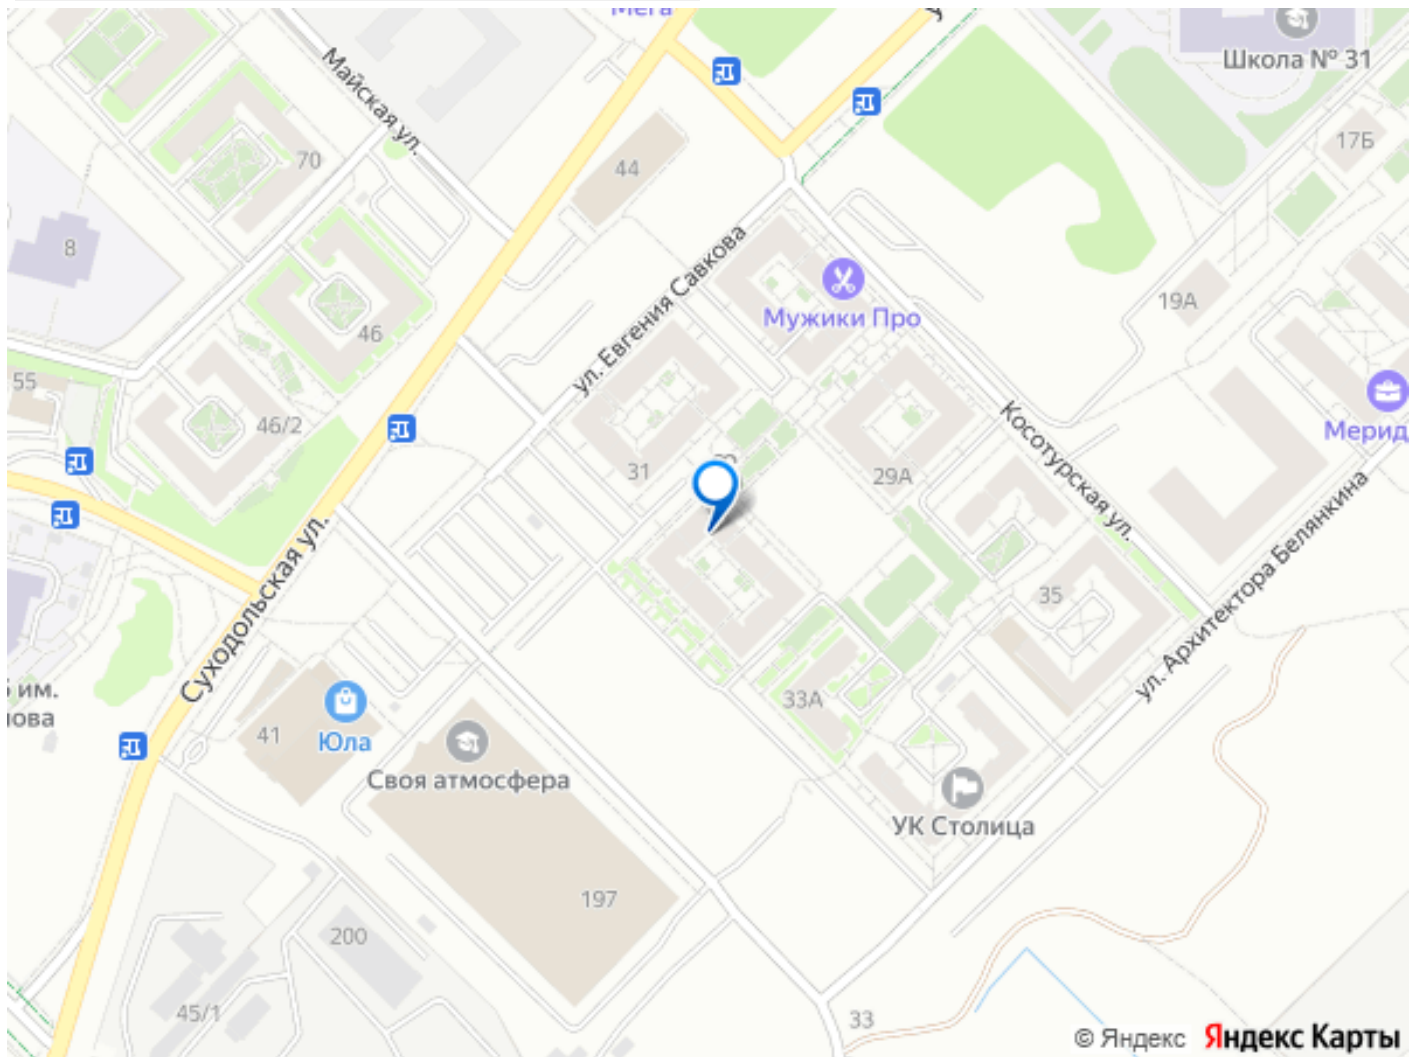 Мега
Школа № 31
Майская ул.
17Б
70
44
8
ул. Евгения Савкова
19А
Мужики Про
46
55
46/2
Косотурская ул.
Мерид
31
29А
ул. Архитектора Белянкина
Суходольская ул.
35
им.
нова
33А
41
Юла
Своя атмосфера
УК Столица
197
200
45/1
33
© Яндекс Яндекс Карты